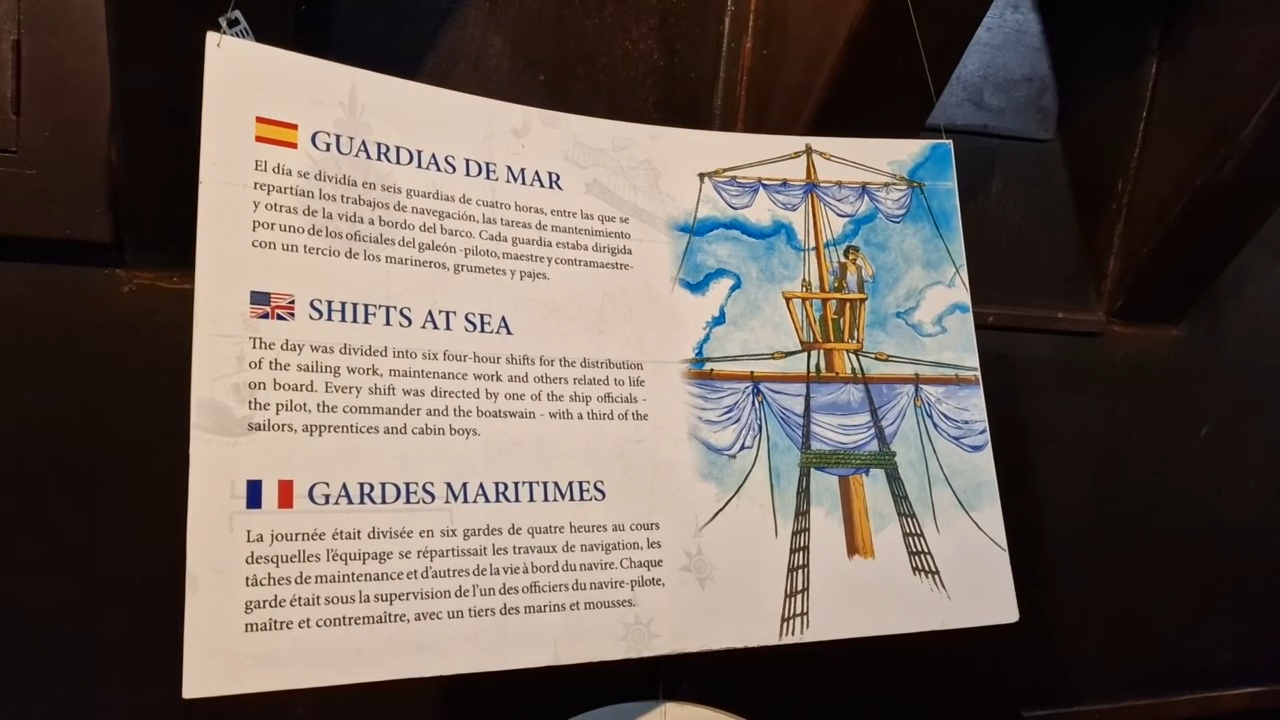 GUARDIAS DE MAR
El día se dividía en seis guardias de cuatro horas, entre las que se
repartían los trabajos de navegación, las tareas de mantenimiento
y otras de la vida a bordo del barco. Cada guardia estaba dirigida
por uno de los oficiales del galeón -piloto, maestre y contramaestre-
con un tercio de los marineros, grumetes y pajes.
SHIFTS AT SEA
The day was divided into six four-hour shifts for the distribution
of the sailing work, maintenance work and others related to life
on board. Every shift was directed by one of the ship officials -
the pilot, the commander and the boatswain - with a third of the
sailors, apprentices and cabin boys.
GARDES MARITIMES
La journée était divisée en six gardes de quatre heures au cours
desquelles l'équipage se répartissait les travaux de navigation, les
tâches de maintenance et d'autres de la vie à bord du navire. Chaque
garde était sous la supervision de l'un des officiers du navire-pilote,
maître et contremaître, avec un tiers des marins et mousses.